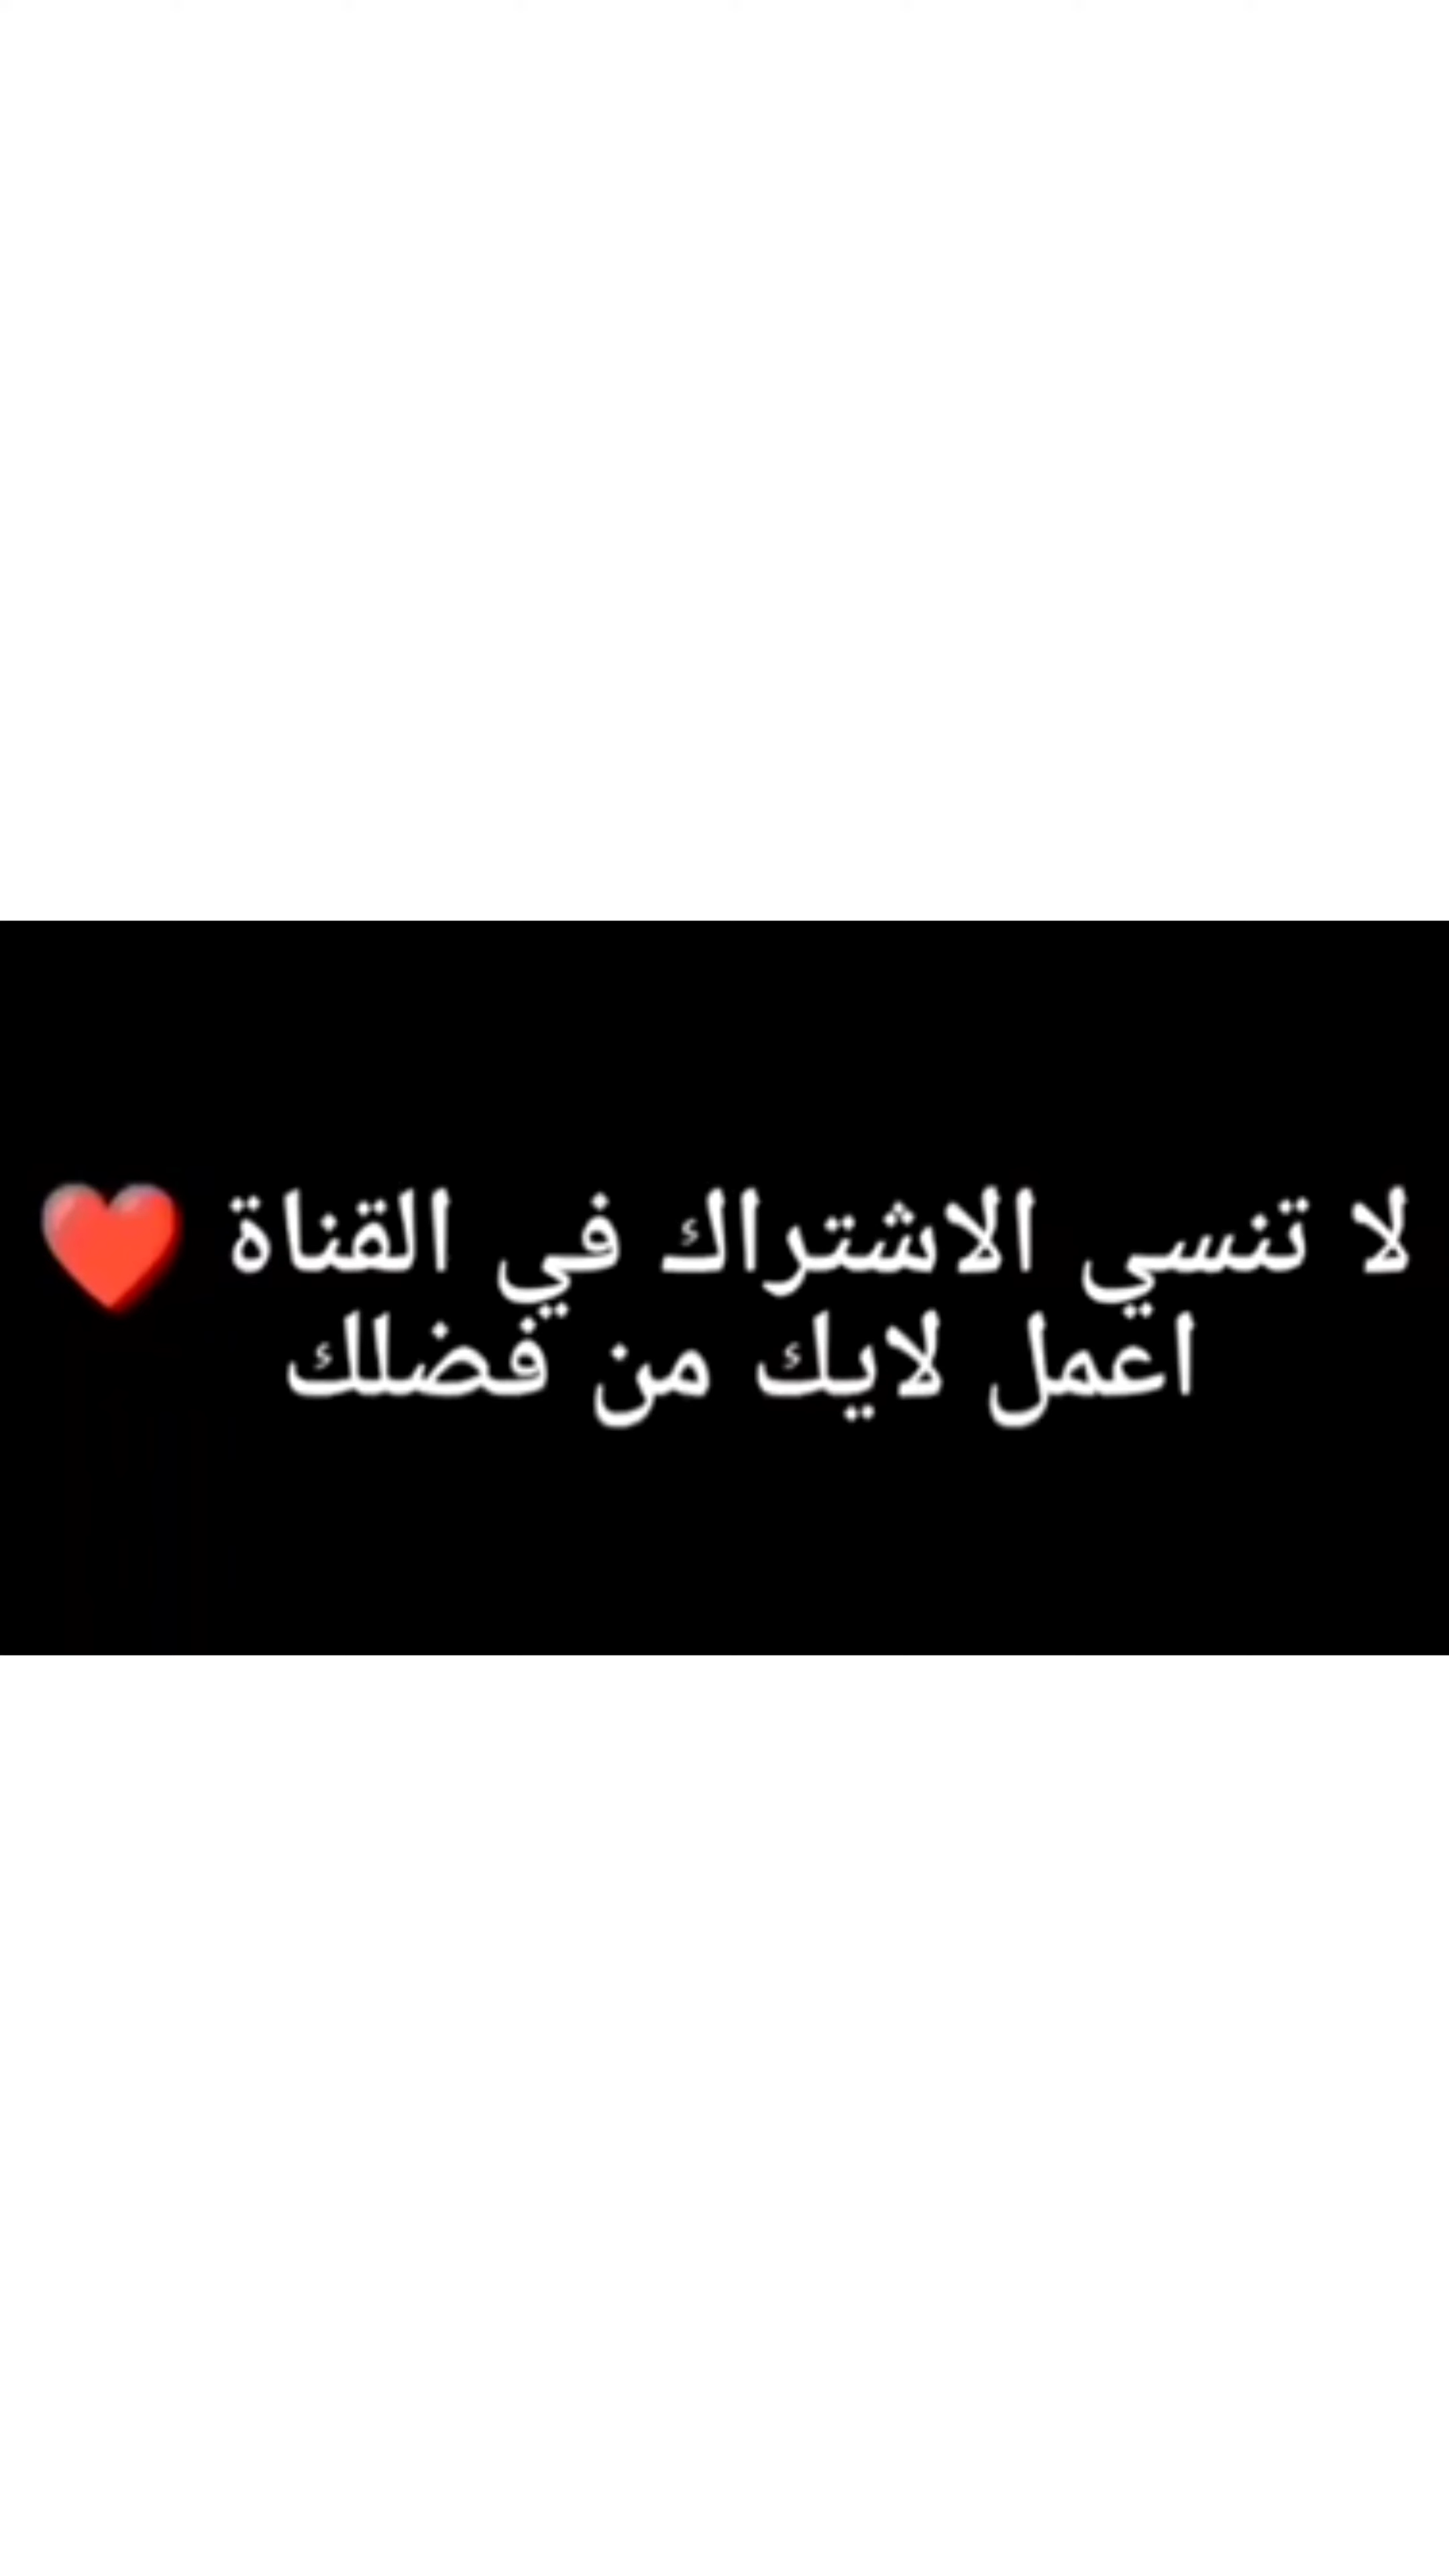 لا تنسي الاشتراك في القناة ❤️
اعمل لايك من فضلك